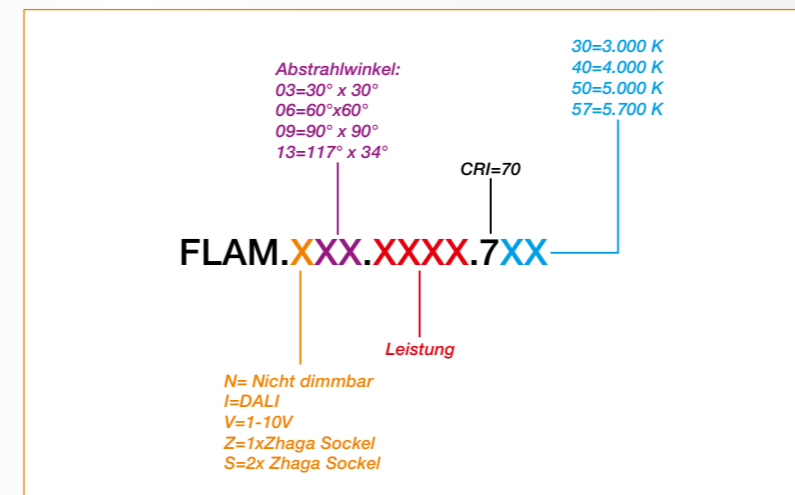 30=3.000 K
40=4.000 K
50=5.000 K
57=5.700 K
Abstrahlwinkel:
03=30° x 30°
06=60°x60°
09=90° x 90°
13=117° x 34°
CRI=70
FLAM.XXX.XXXX.7XX
Leistung
N= Nicht dimmbar
I=DALI
V=1-10V
Z=1xZhaga Sockel
S=2x Zhaga Sockel